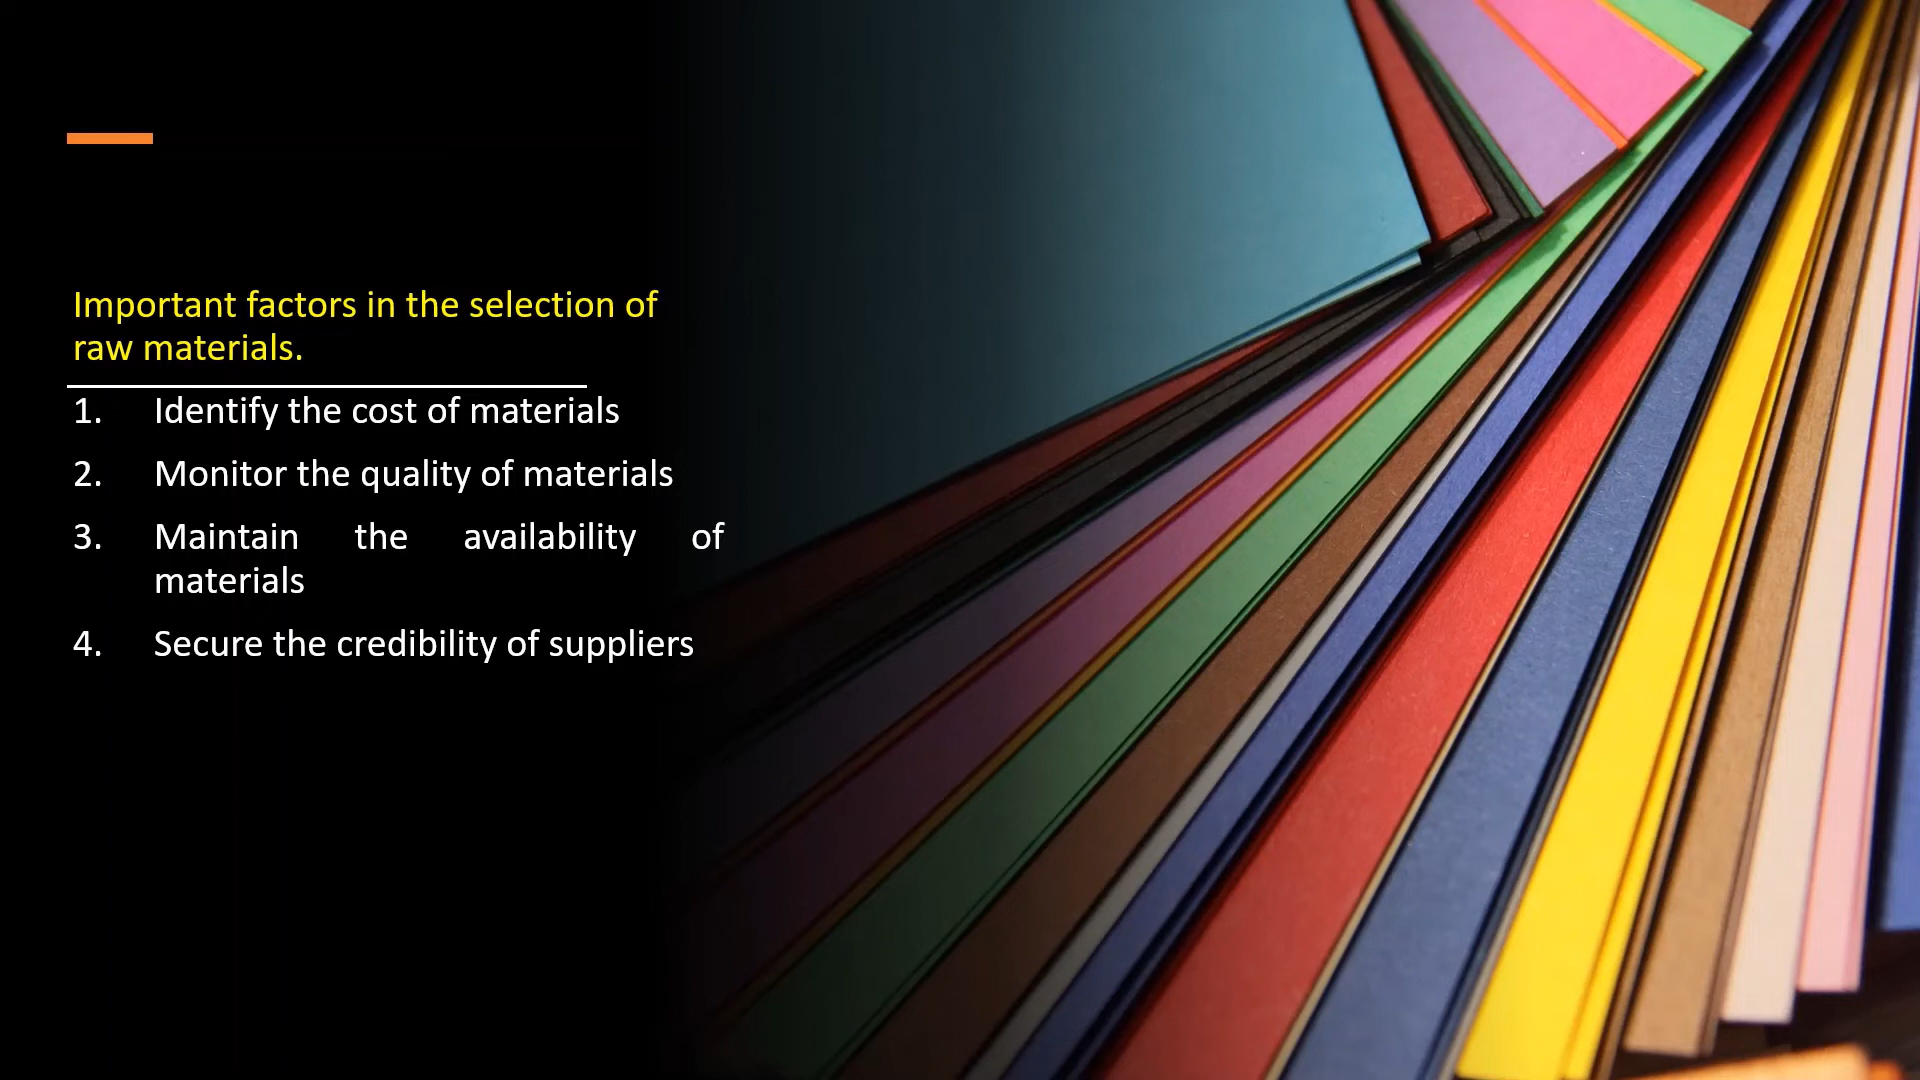 Important factors in the selection of
raw materials.
1. Identify the cost of materials
2. Monitor the quality of materials
3. Maintain the availability of
materials
4. Secure the credibility of suppliers